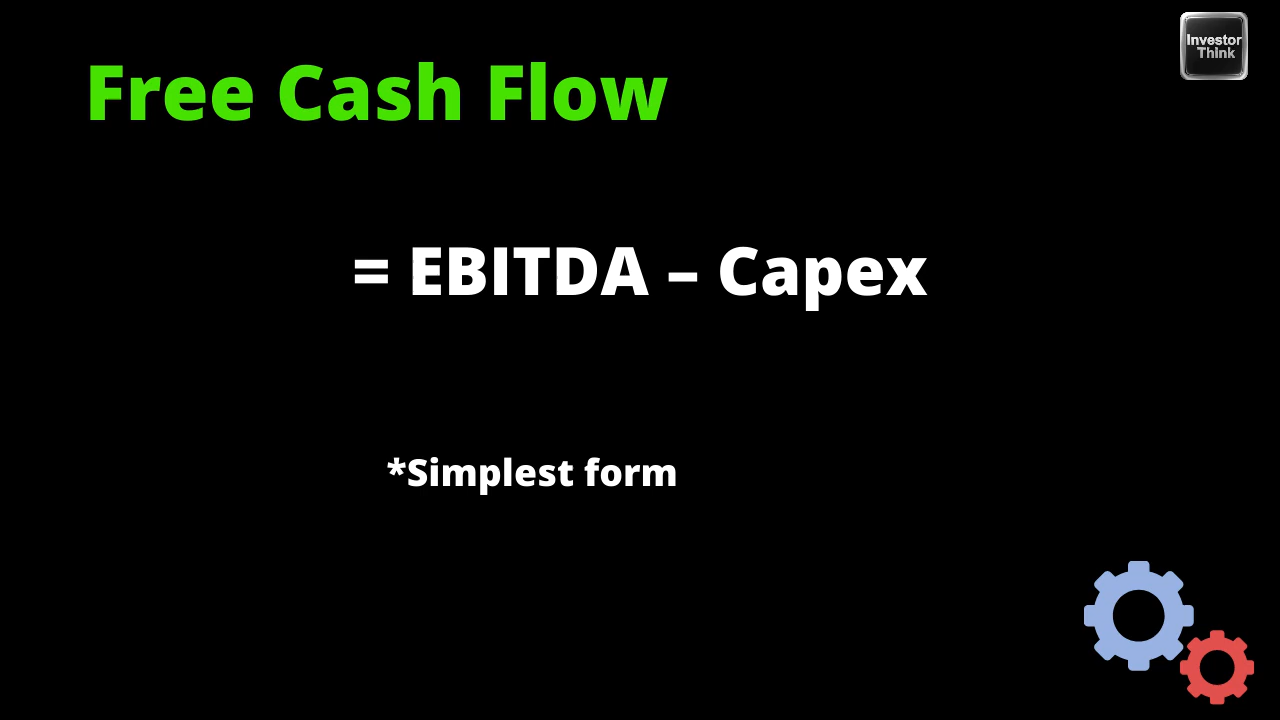 Investor
Think
Free Cash Flow
= EBITDA – Capex
*Simplest form